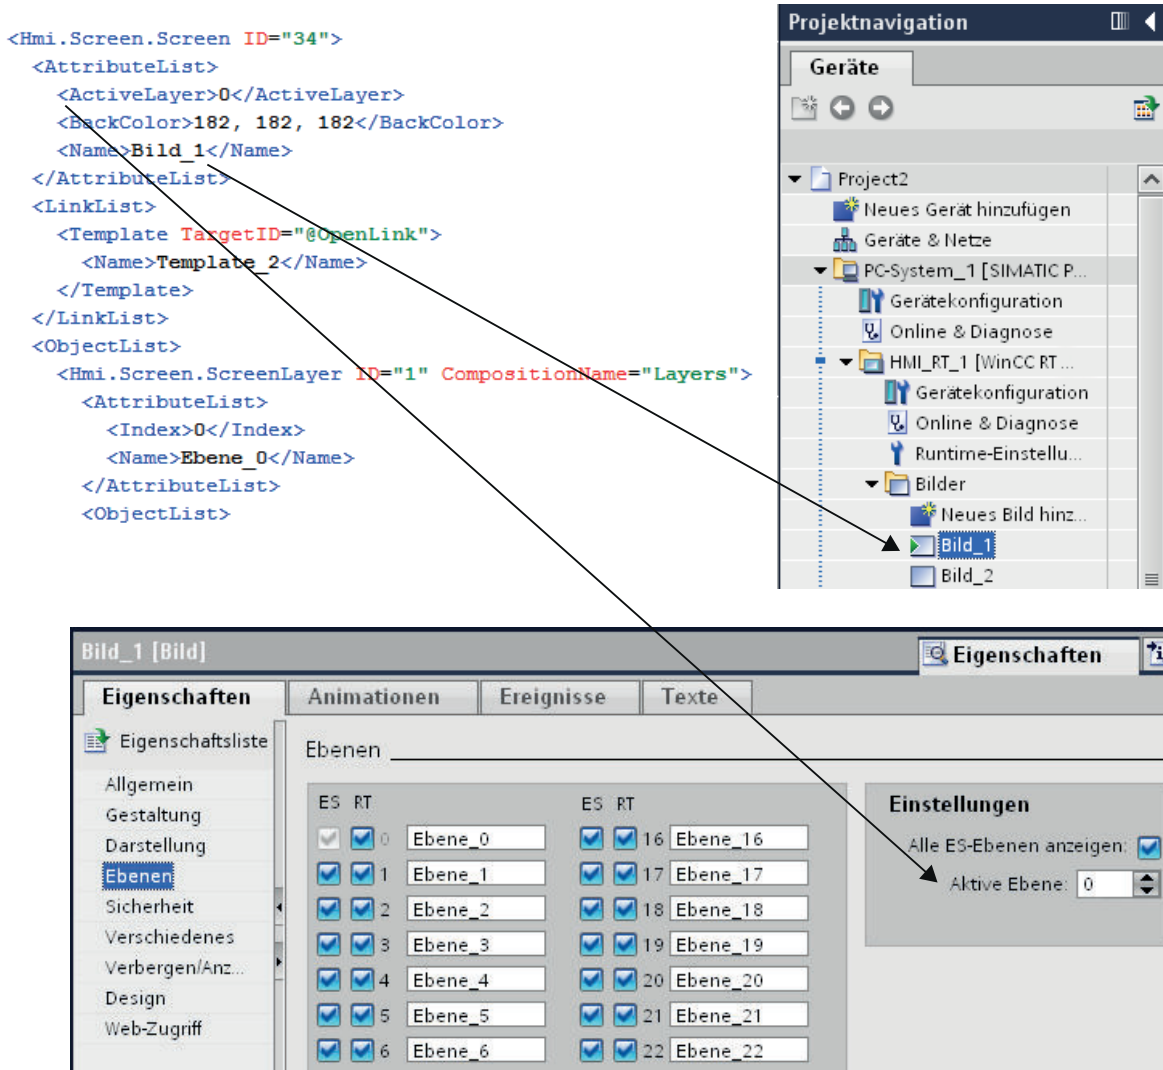 <Hmi.Screen.Screen ID="34">
<AttributeList>
<ActiveLayer>0</ActiveLayer>
<BackColor>182, 182, 182</BackColor>
<Name>Bild_1</Name>
</AttributeList>
<LinkList>
<Template TargetID="@OpenLink">
<Name>Template_2</Name>
</Template>
</LinkList>
<ObjectList>
<Hmi.Screen.ScreenLayer ID="1" CompositionName="Layers">
<AttributeList>
<Index>0</Index>
<Name>Ebene_0</Name>
</AttributeList>
<ObjectList>
Projektnavigation
Geräte
Project2
Neues Gerät hinzufügen
Geräte & Netze
PC-System_1 [SIMATIC P...
Gerätekonfiguration
Online & Diagnose
HMI_RT_1 [WinCC RT ...
Gerätekonfiguration
Online & Diagnose
Runtime-Einstellu...
Bilder
Neues Bild hinz...
Bild_1
Bild_2
Bild_1 [Bild]
Eigenschaften
Eigenschaften Animationen Ereignisse Texte
Eigenschaftsliste
Allgemein
Gestaltung
Darstellung
Ebenen
Sicherheit
Verschiedenes
Verbergen/Anz...
Design
Web-Zugriff
Ebenen
ES RT ES RT
0 Ebene_0 16 Ebene_16
1 Ebene_1 17 Ebene_17
2 Ebene_2 18 Ebene_18
3 Ebene_3 19 Ebene_19
4 Ebene_4 20 Ebene_20
5 Ebene_5 21 Ebene_21
6 Ebene_6 22 Ebene_22
Einstellungen
Alle ES-Ebenen anzeigen:
Aktive Ebene: 0